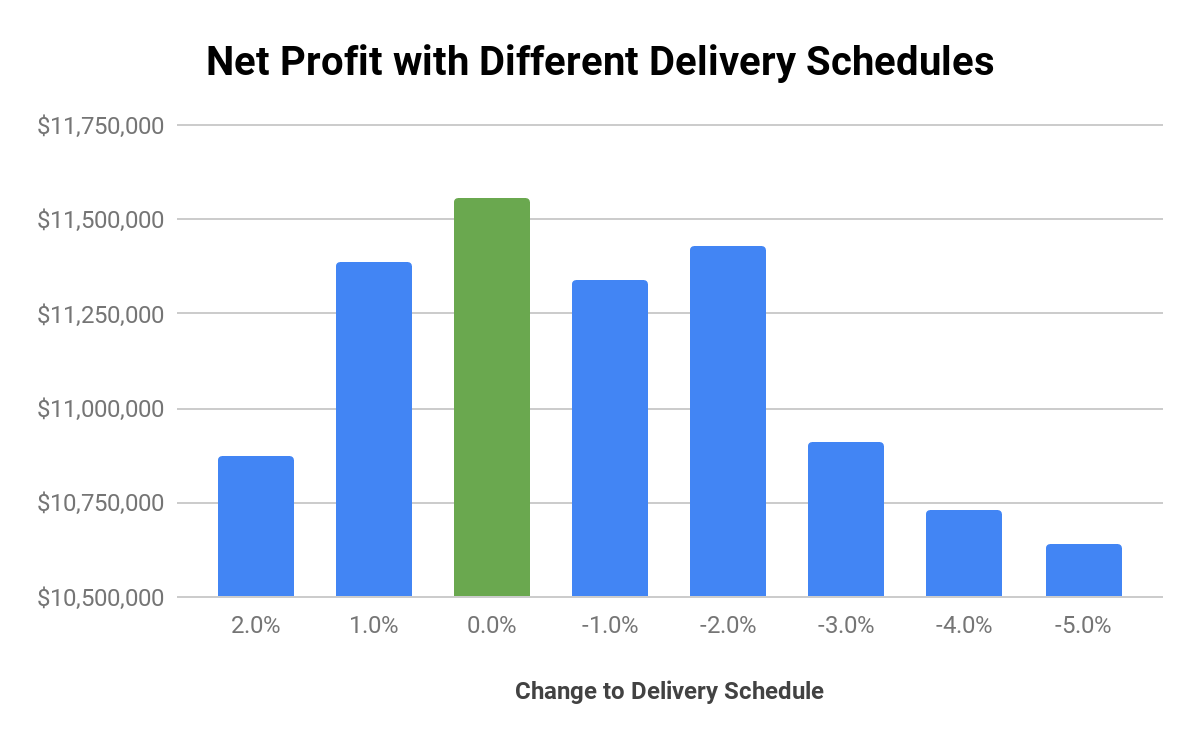 Net Profit with Different Delivery Schedules
$11,750,000
$11,500,000
$11,250,000
$11,000,000
$10,750,000
$10,500,000
2.0% 1.0% 0.0% -1.0% -2.0% -3.0% -4.0% -5.0%
Change to Delivery Schedule